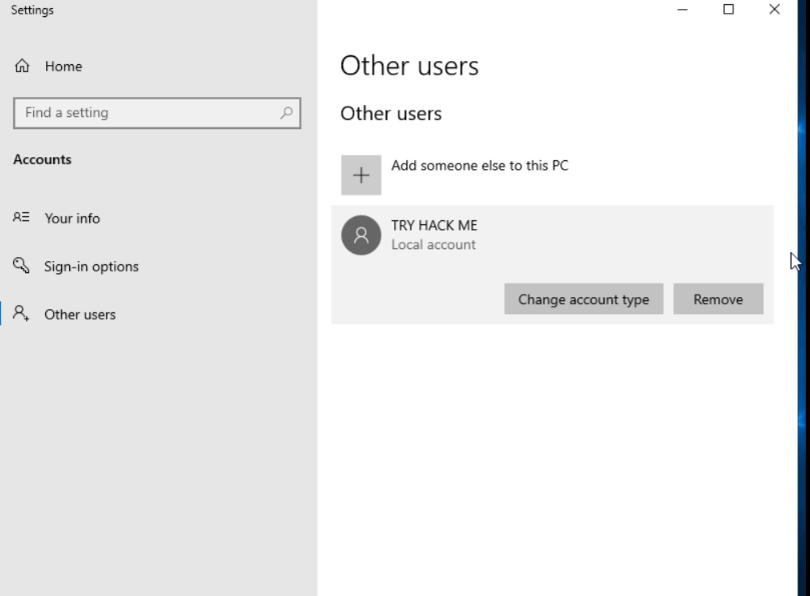 Settings
Home
Find a setting
Accounts
Your info
Sign-in options
Other users
Other users
Other users
Add someone else to this PC
TRY HACK ME
Local account
Change account type
Remove